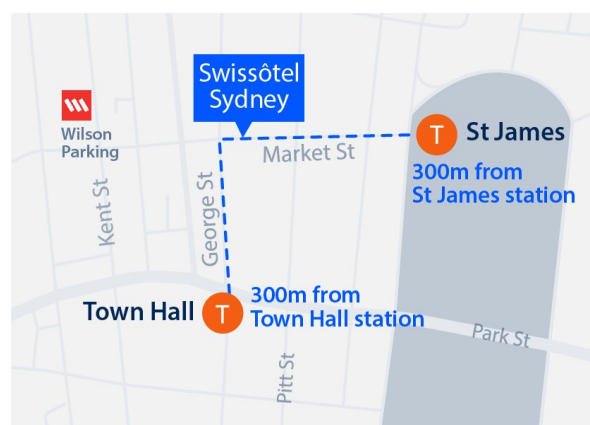 Swissôtel
Sydney
Wilson
Parking
T
St James
Market St
300m from
St James station
Kent St
George St
Town Hall
T
300m from
Town Hall station
Park St
Pitt St